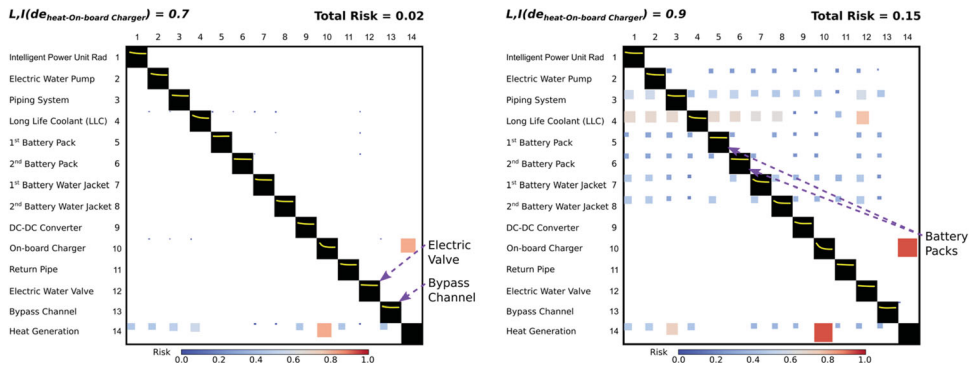 L,I(de heat-On-board Charger) = 0.7 Total Risk = 0.02
1 2 3 4 5 6 7 8 9 10 11 12 13 14
Intelligent Power Unit Rad 1
Electric Water Pump 2
Piping System 3
Long Life Coolant (LLC) 4
1st Battery Pack 5
2nd Battery Pack 6
1st Battery Water Jacket 7
2nd Battery Water Jacket 8
DC-DC Converter 9
On-board Charger 10
Return Pipe 11
Electric Water Valve 12
Bypass Channel 13
Heat Generation 14
Electric
Valve
Bypass
Channel
Risk
0.0 0.2 0.4 0.6 0.8 1.0
L,I(de heat-On-board Charger) = 0.9 Total Risk = 0.15
1 2 3 4 5 6 7 8 9 10 11 12 13 14
Intelligent Power Unit Rad 1
Electric Water Pump 2
Piping System 3
Long Life Coolant (LLC) 4
1st Battery Pack 5
2nd Battery Pack 6
1st Battery Water Jacket 7
2nd Battery Water Jacket 8
DC-DC Converter 9
On-board Charger 10
Return Pipe 11
Electric Water Valve 12
Bypass Channel 13
Heat Generation 14
Battery
Packs
Risk
0.0 0.2 0.4 0.6 0.8 1.0